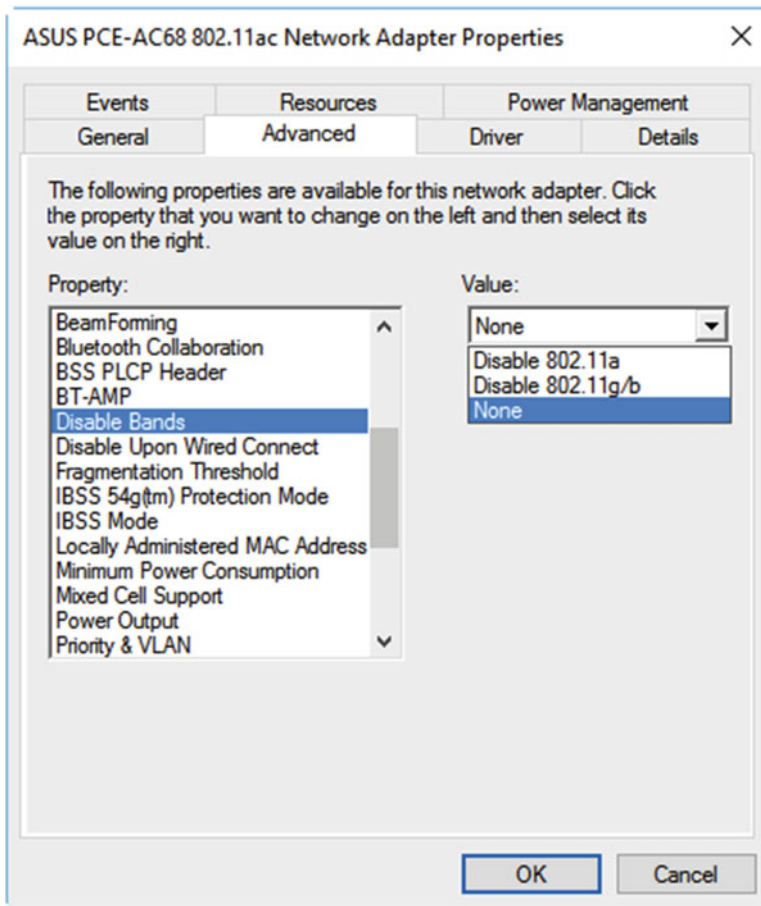 ASUS PCE-AC68 802.11ac Network Adapter Properties
Events Resources Power Management
General Advanced Driver Details
The following properties are available for this network adapter. Click
the property that you want to change on the left and then select its
value on the right.
Property:
BeamForming
Bluetooth Collaboration
BSS PLCP Header
BT-AMP
Disable Bands
Disable Upon Wired Connect
Fragmentation Threshold
IBSS 54g(tm) Protection Mode
IBSS Mode
Locally Administered MAC Address
Minimum Power Consumption
Mixed Cell Support
Power Output
Priority & VLAN
Value:
None
Disable 802.11a
Disable 802.11g/b
None
OK Cancel